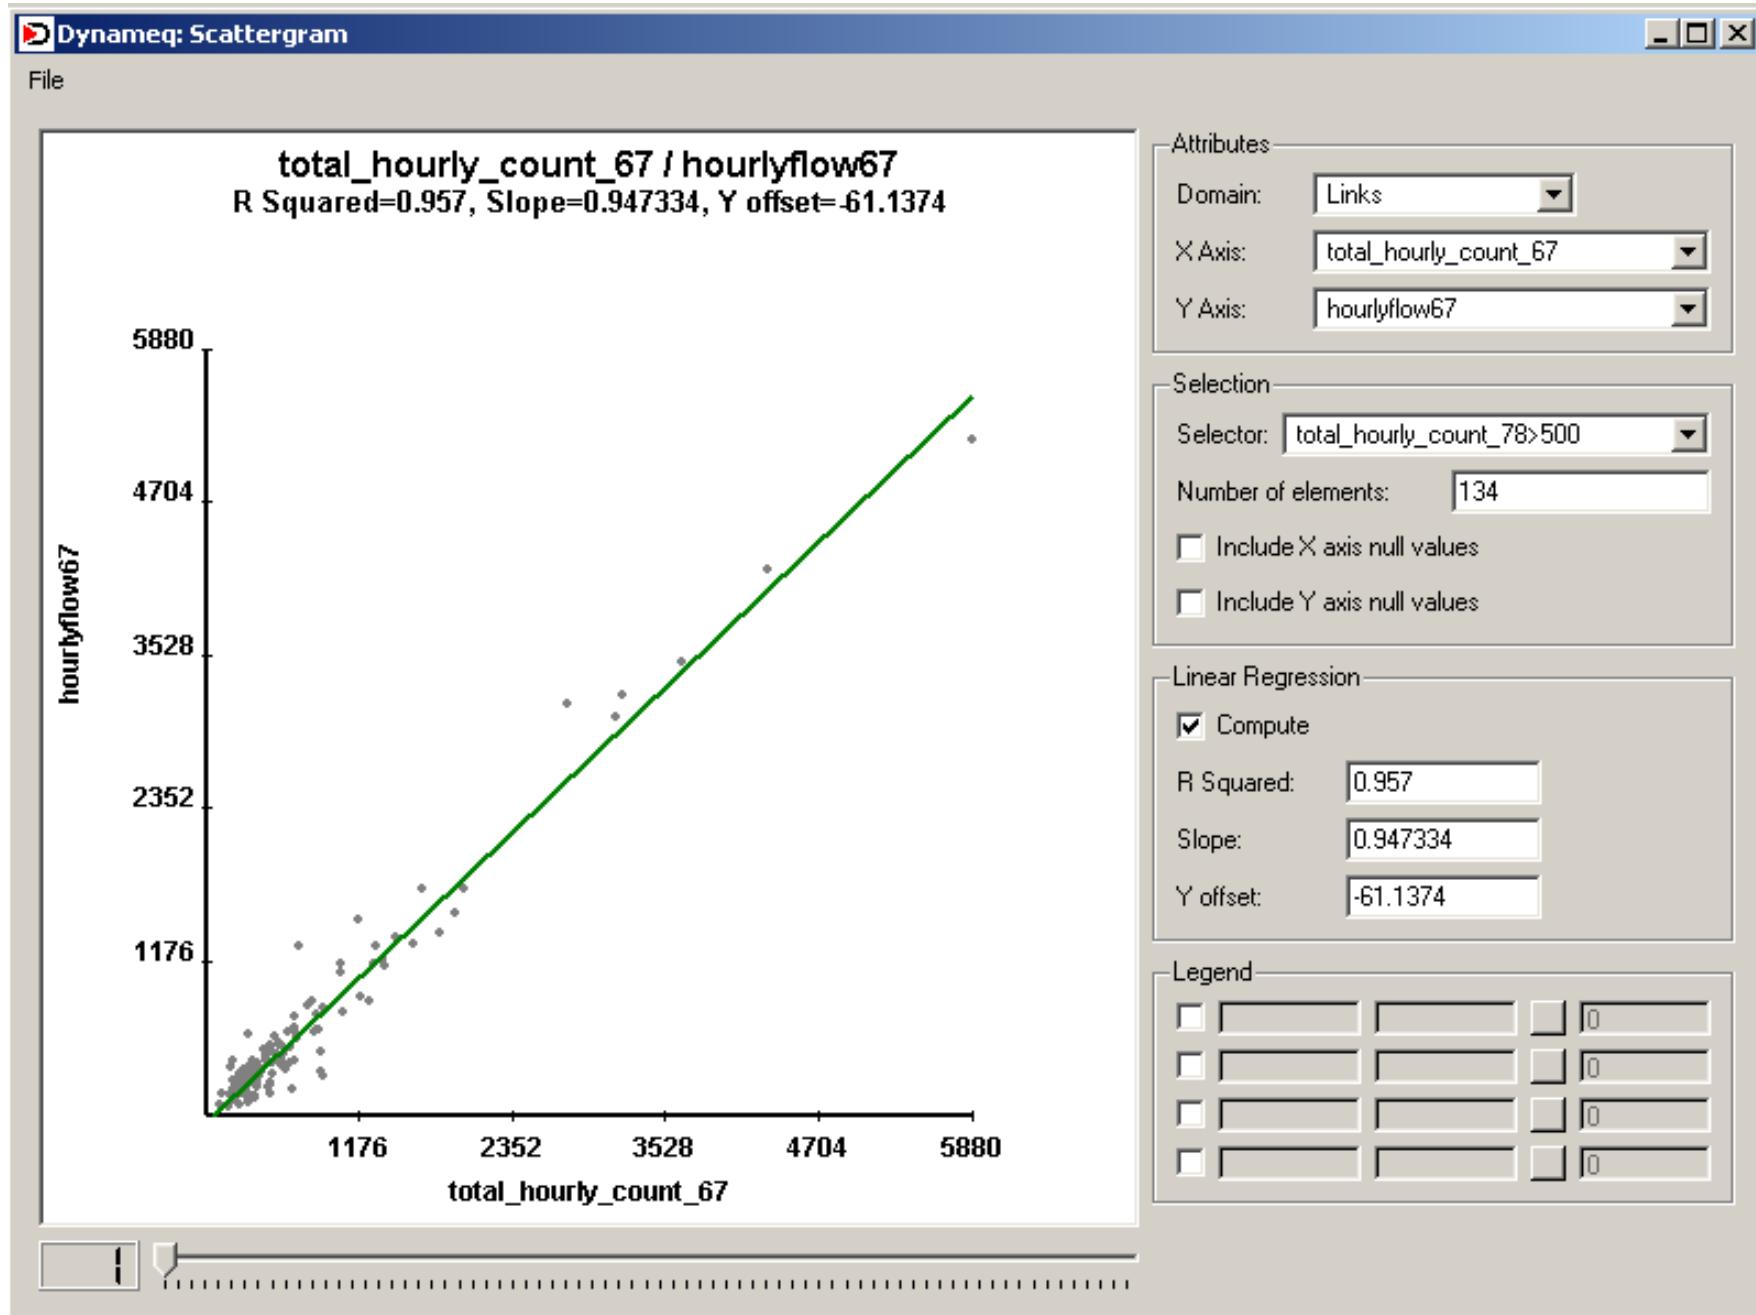 Dynameq: Scattergram
File
total_hourly_count_67 / hourlyflow67
R Squared=0.957, Slope=0.947334, Y offset=-61.1374
5880
4704
3528
2352
1176
hourlyflow67
1176 2352 3528 4704 5880
total_hourly_count_67
1
Attributes
Domain: Links
X Axis: total_hourly_count_67
Y Axis: hourlyflow67
Selection
Selector: total_hourly_count_78>500
Number of elements: 134
Include X axis null values
Include Y axis null values
Linear Regression
Compute
R Squared: 0.957
Slope: 0.947334
Y offset: -61.1374
Legend
0
0
0
0